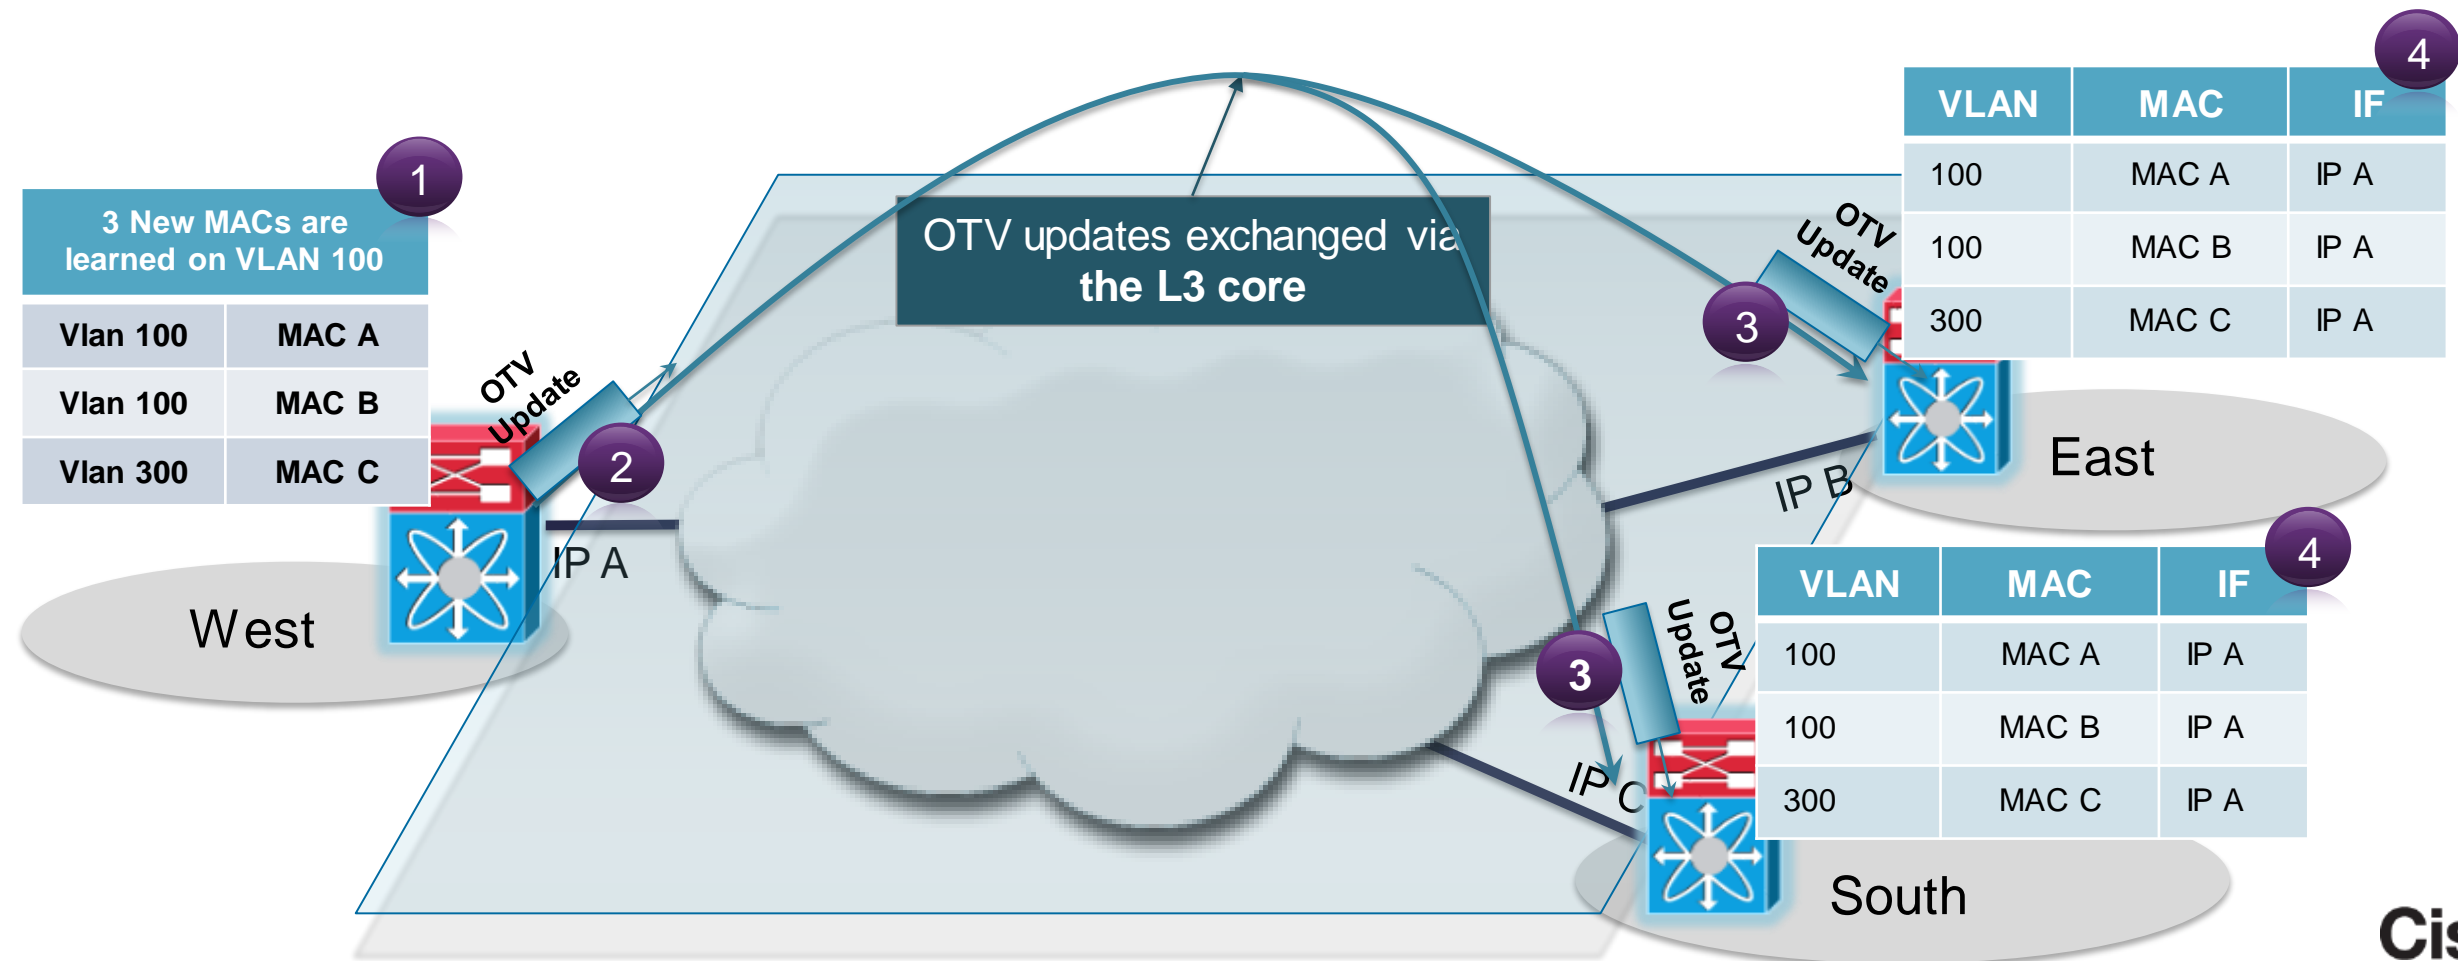 1
3 New MACs are
learned on VLAN 100
Vlan 100 MAC A
Vlan 100 MAC B
Vlan 300 MAC C
OTV
Update
2
IP A
West
OTV updates exchanged via
the L3 core
OTV
Update
3
4
VLAN MAC IF
100 MAC A IP A
100 MAC B IP A
300 MAC C IP A
IP B
East
4
VLAN MAC IF
100 MAC A IP A
100 MAC B IP A
300 MAC C IP A
OTV
Update
3
IP C
South
Cis